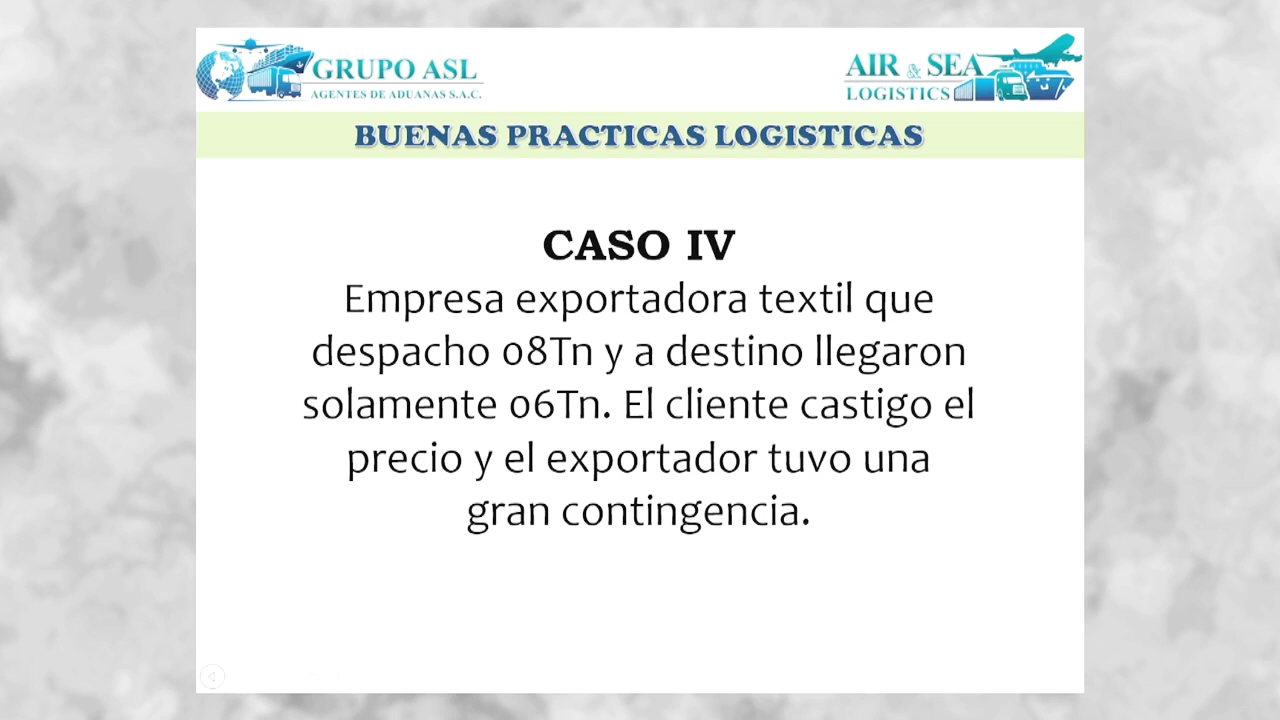 GRUPO ASL
AGENTES DE ADUANAS S.A.C.
AIR & SEA
LOGISTICS
BUENAS PRACTICAS LOGISTICAS
CASO IV
Empresa exportadora textil que
despacho 08Tn y a destino llegaron
solamente 06Tn. El cliente castigo el
precio y el exportador tuvo una
gran contingencia.